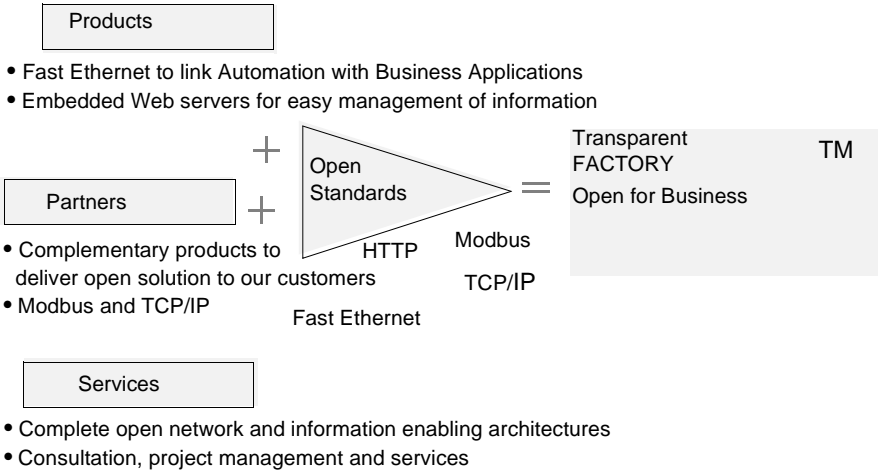 Products
• Fast Ethernet to link Automation with Business Applications
• Embedded Web servers for easy management of information
+
Open
Standards
=
Transparent
FACTORY
TM
Open for Business
Partners
+
• Complementary products to
deliver open solution to our customers
• Modbus and TCP/IP
HTTP
Modbus
TCP/IP
Fast Ethernet
Services
• Complete open network and information enabling architectures
• Consultation, project management and services